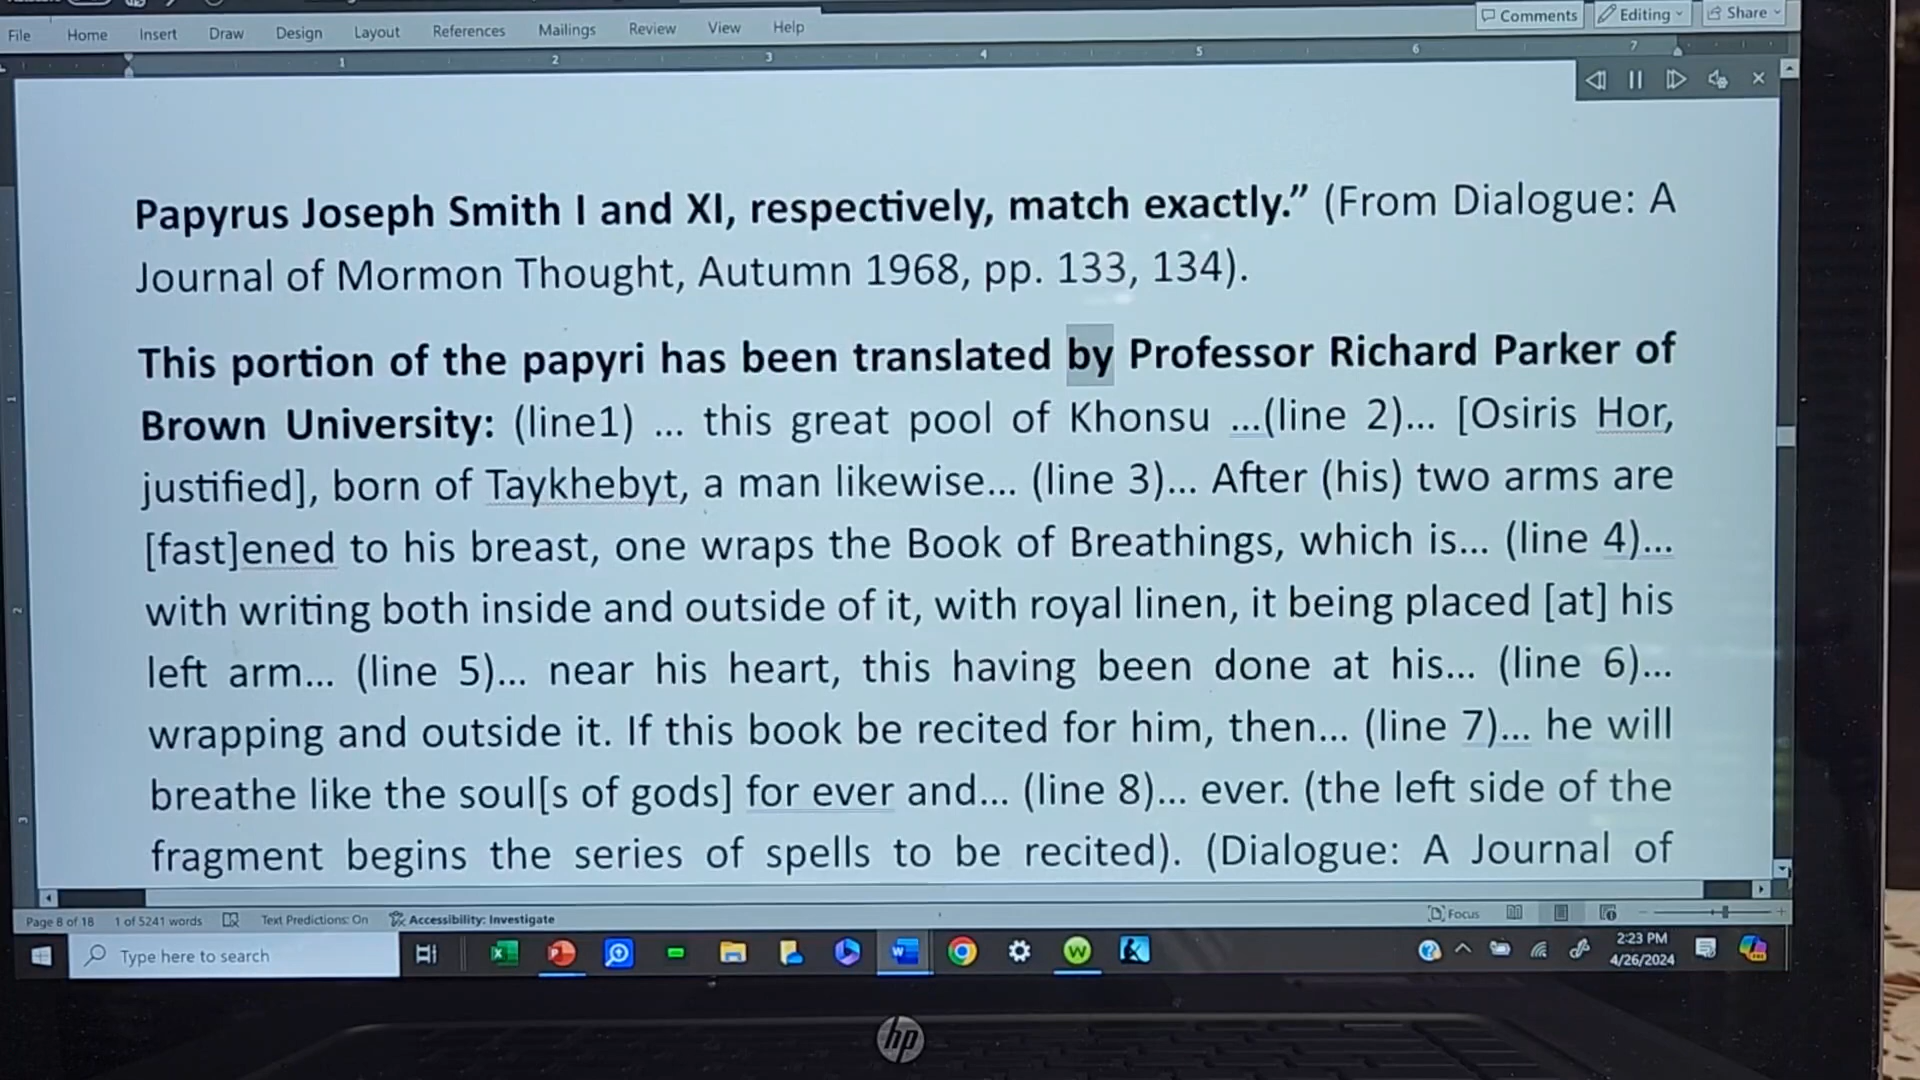 Comments Editing Share
File Home Insert Draw Design Layout References Mailings Review View Help
1 2 3 4 5 6 7
Papyrus Joseph Smith I and XI, respectively, match exactly.” (From Dialogue: A
Journal of Mormon Thought, Autumn 1968, pp. 133, 134).
This portion of the papyri has been translated by Professor Richard Parker of
Brown University: (line1) ... this great pool of Khonsu ...(line 2)... [Osiris Hor,
justified], born of Taykhebyt, a man likewise... (line 3)... After (his) two arms are
[fast]ened to his breast, one wraps the Book of Breathings, which is... (line 4)...
with writing both inside and outside of it, with royal linen, it being placed [at] his
left arm... (line 5)... near his heart, this having been done at his... (line 6)...
wrapping and outside it. If this book be recited for him, then... (line 7)... he will
breathe like the soul[s of gods] for ever and... (line 8)... ever. (the left side of the
fragment begins the series of spells to be recited). (Dialogue: A Journal of
Page 8 of 18 1 of 5241 words Text Predictions: On Accessibility: Investigate Focus
Type here to search
2:23 PM
4/26/2024
hp